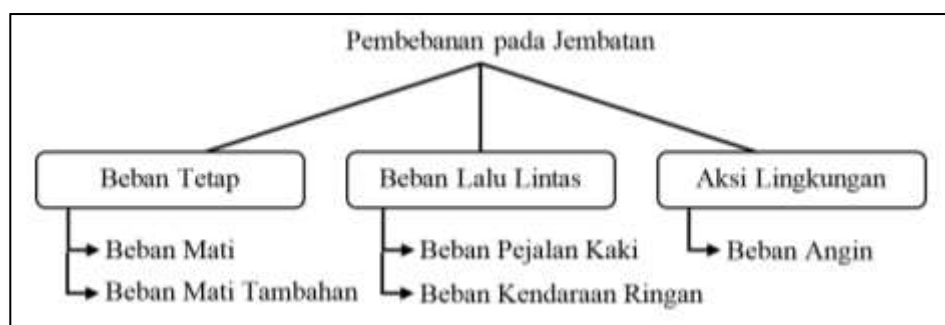 Pembebanan pada Jembatan
Beban Tetap
Beban Mati
Beban Mati Tambahan
Beban Lalu Lintas
Beban Pejalan Kaki
Beban Kendaraan Ringan
Aksi Lingkungan
Beban Angin